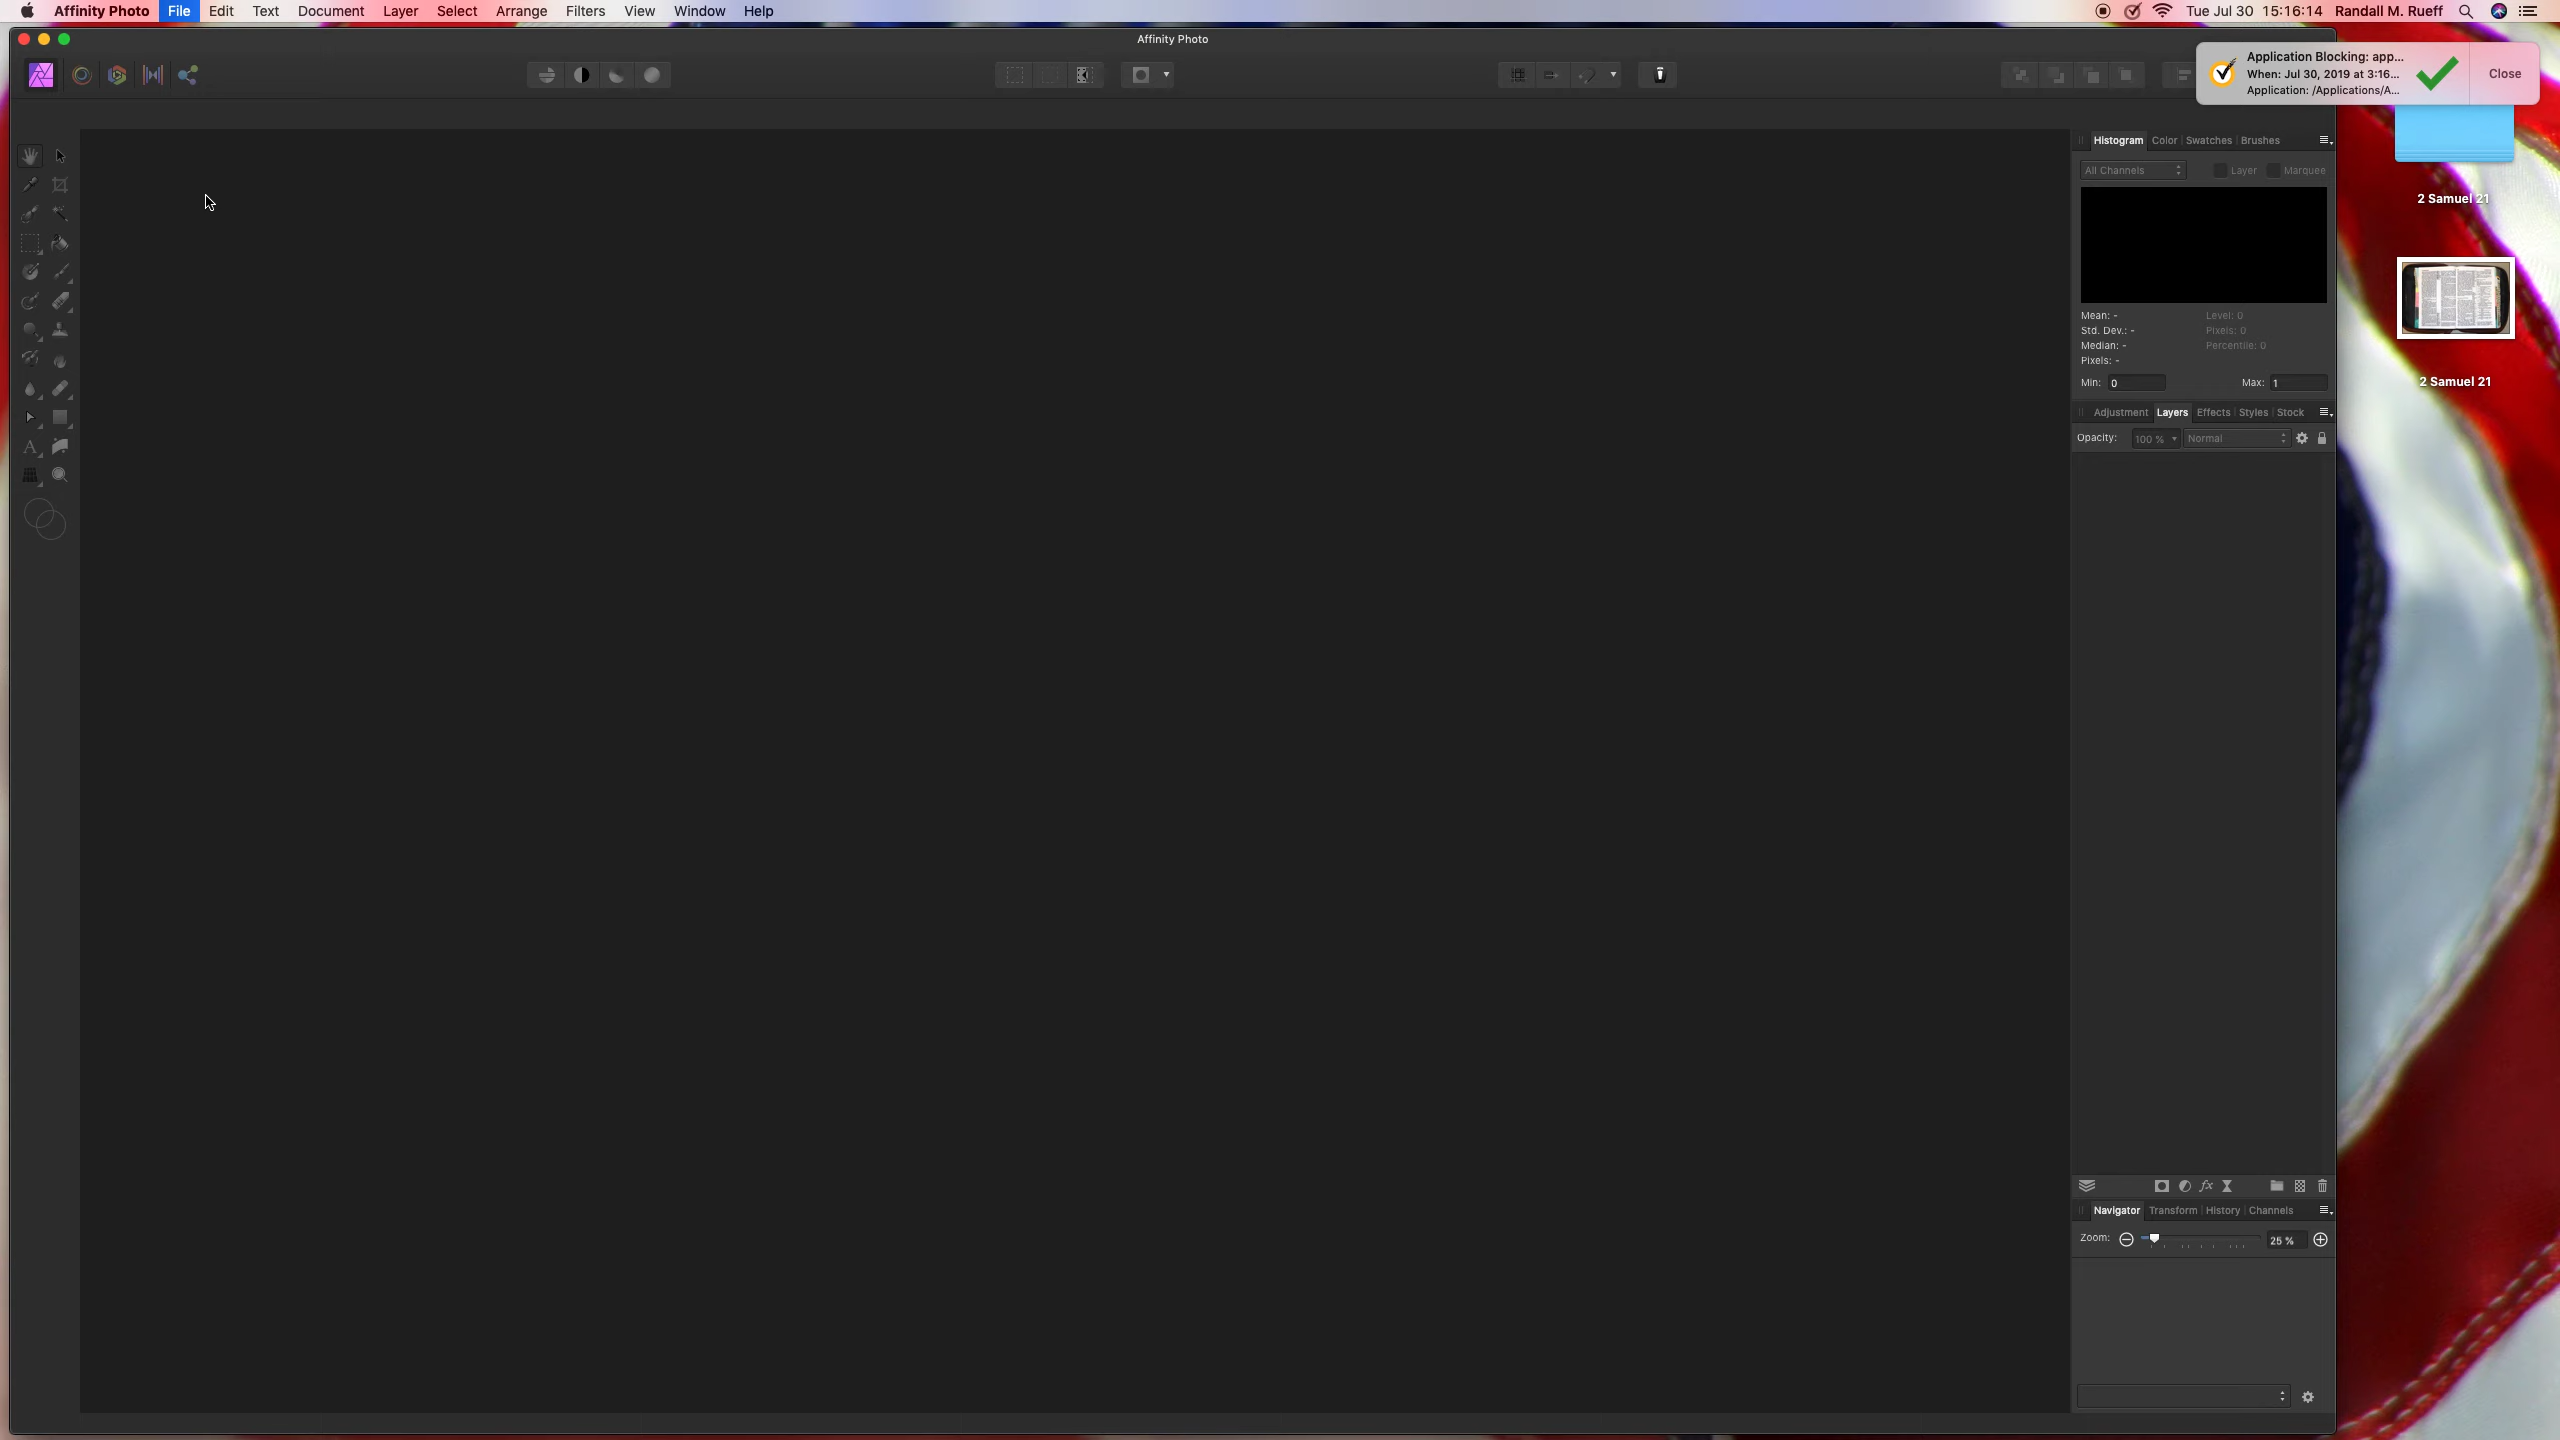 Affinity Photo File Edit Text Document Layer Select Arrange Filters View Window Help
Tue Jul 30 15:16:14 Randall M. Rueff
Affinity Photo
Application Blocking: app...
When: Jul 30, 2019 at 3:16...
Application: /Applications/A...
Close
Histogram Color Swatches Brushes
All Channels Layer Marquee
2 Samuel 21
Mean: - Level: 0
Std. Dev.: - Pixels: 0
Median: - Percentile: 0
Pixels: -
Min: 0 Max: 1
2 Samuel 21
Adjustment Layers Effects Styles Stock
Opacity: 100 % Normal
fx
Navigator Transform History Channels
Zoom: 25 %